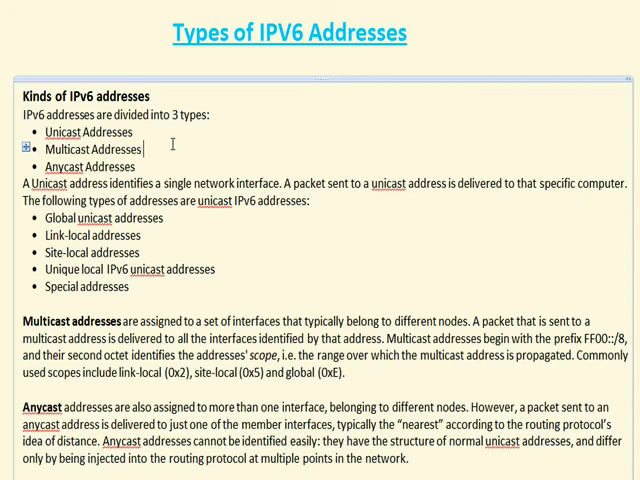 Types of IPV6 Addresses
Kinds of IPv6 addresses
IPv6 addresses are divided into 3 types:
• Unicast Addresses
• Multicast Addresses
• Anycast Addresses
A Unicast address identifies a single network interface. A packet sent to a unicast address is delivered to that specific computer.
The following types of addresses are unicast IPv6 addresses:
• Global unicast addresses
• Link-local addresses
• Site-local addresses
• Unique local IPv6 unicast addresses
• Special addresses
Multicast addresses are assigned to a set of interfaces that typically belong to different nodes. A packet that is sent to a
multicast address is delivered to all the interfaces identified by that address. Multicast addresses begin with the prefix FF00::/8,
and their second octet identifies the addresses' scope, i.e. the range over which the multicast address is propagated. Commonly
used scopes include link-local (0x2), site-local (0x5) and global (0xE).
Anycast addresses are also assigned to more than one interface, belonging to different nodes. However, a packet sent to an
anycast address is delivered to just one of the member interfaces, typically the “nearest” according to the routing protocol’s
idea of distance. Anycast addresses cannot be identified easily: they have the structure of normal unicast addresses, and differ
only by being injected into the routing protocol at multiple points in the network.